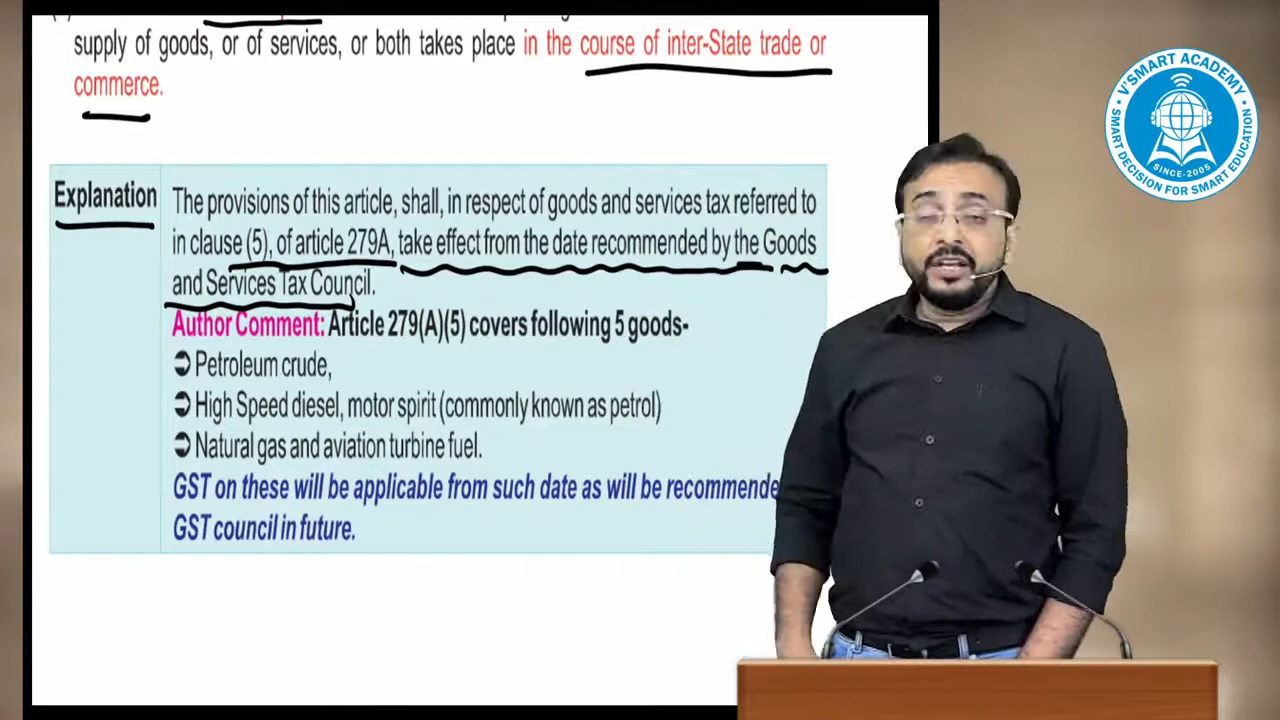 supply of goods, or of services, or both takes place in the course of inter-State trade or
commerce.
Explanation
The provisions of this article, shall, in respect of goods and services tax referred to
in clause (5), of article 279A, take effect from the date recommended by the Goods
and Services Tax Council.
Author Comment: Article 279(A)(5) covers following 5 goods-
➲ Petroleum crude,
➲ High Speed diesel, motor spirit (commonly known as petrol)
➲ Natural gas and aviation turbine fuel.
GST on these will be applicable from such date as will be recommende
GST council in future.
V'SMART ACADEMY
SINCE-2005
SMART DECISION FOR SMART EDUCATION